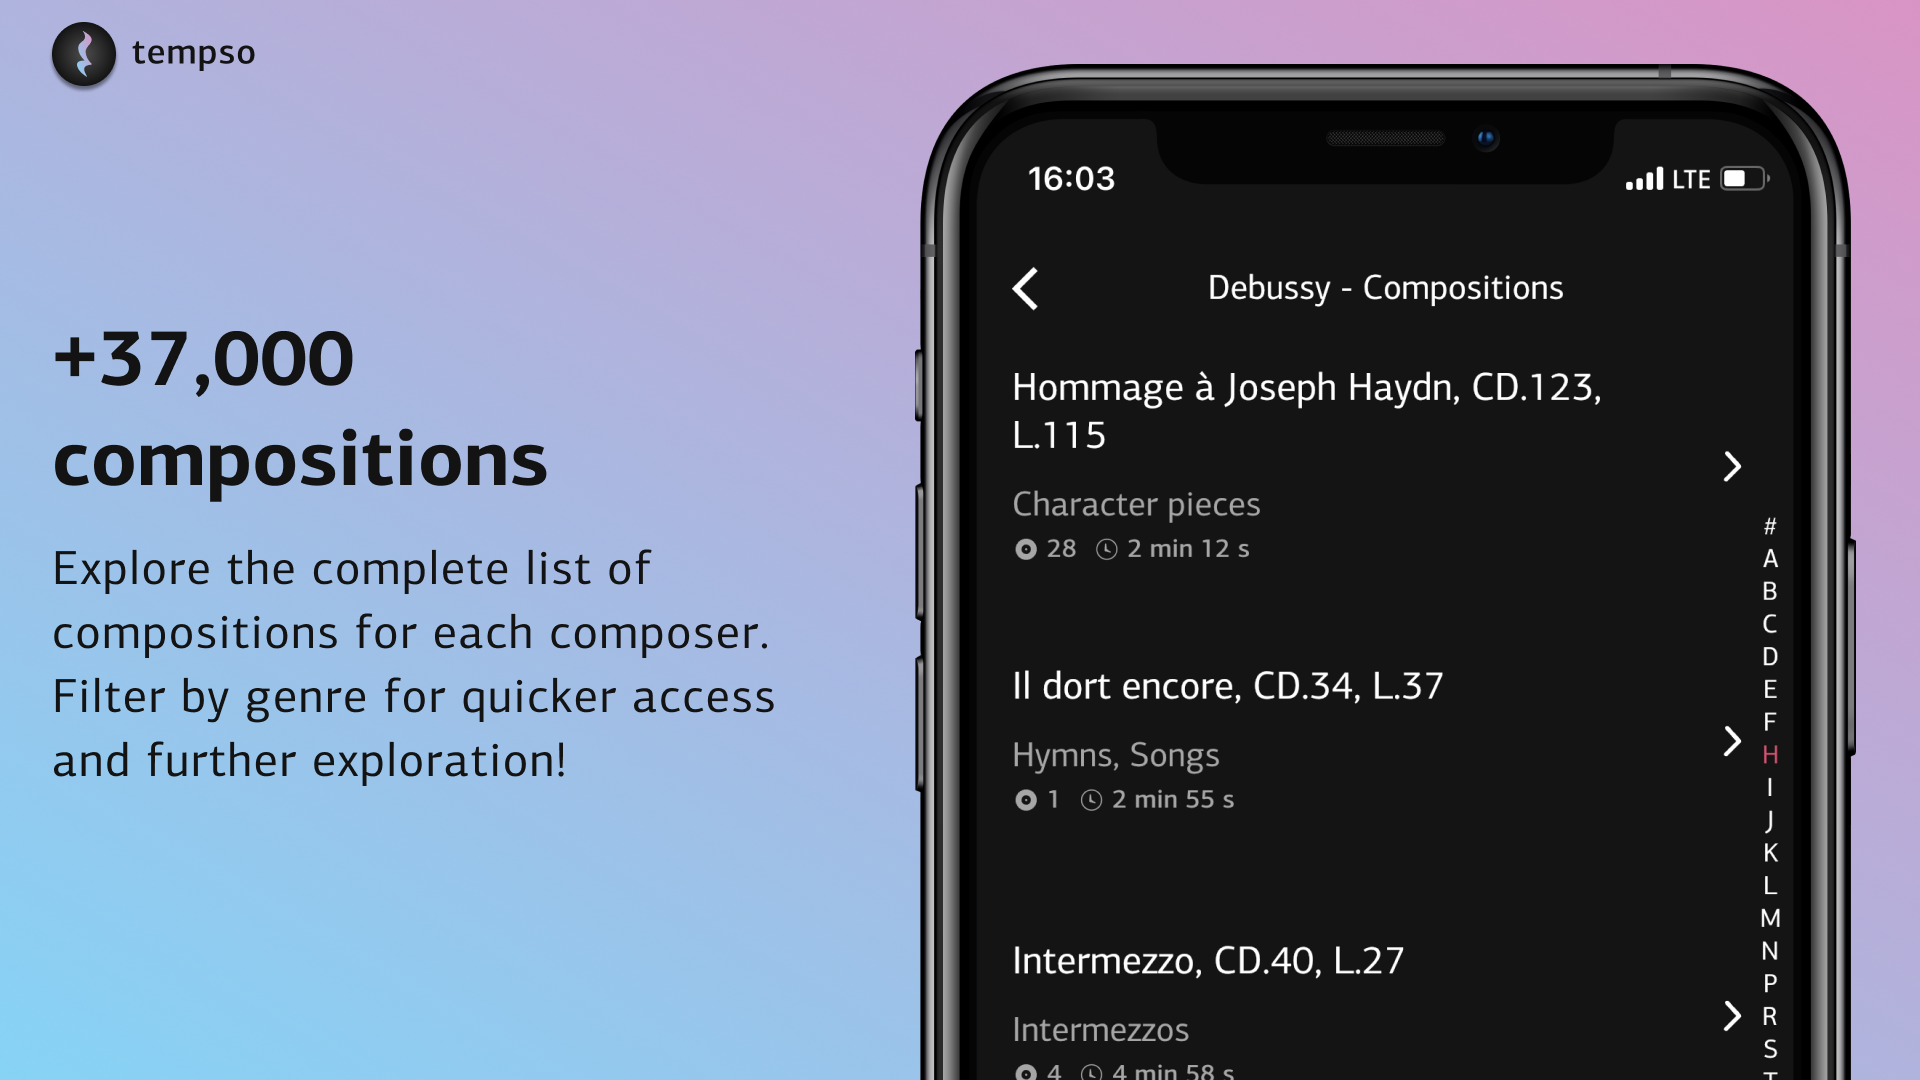 tempso
+37,000
compositions
Explore the complete list of
compositions for each composer.
Filter by genre for quicker access
and further exploration!
16:03
LTE
Debussy - Compositions
Hommage à Joseph Haydn, CD.123,
L.115
Character pieces
28 2 min 12 s
Il dort encore, CD.34, L.37
Hymns, Songs
1 2 min 55 s
Intermezzo, CD.40, L.27
Intermezzos
4 4 min 58 s
#
A
B
C
D
E
F
H
I
J
K
L
M
N
P
R
S
T